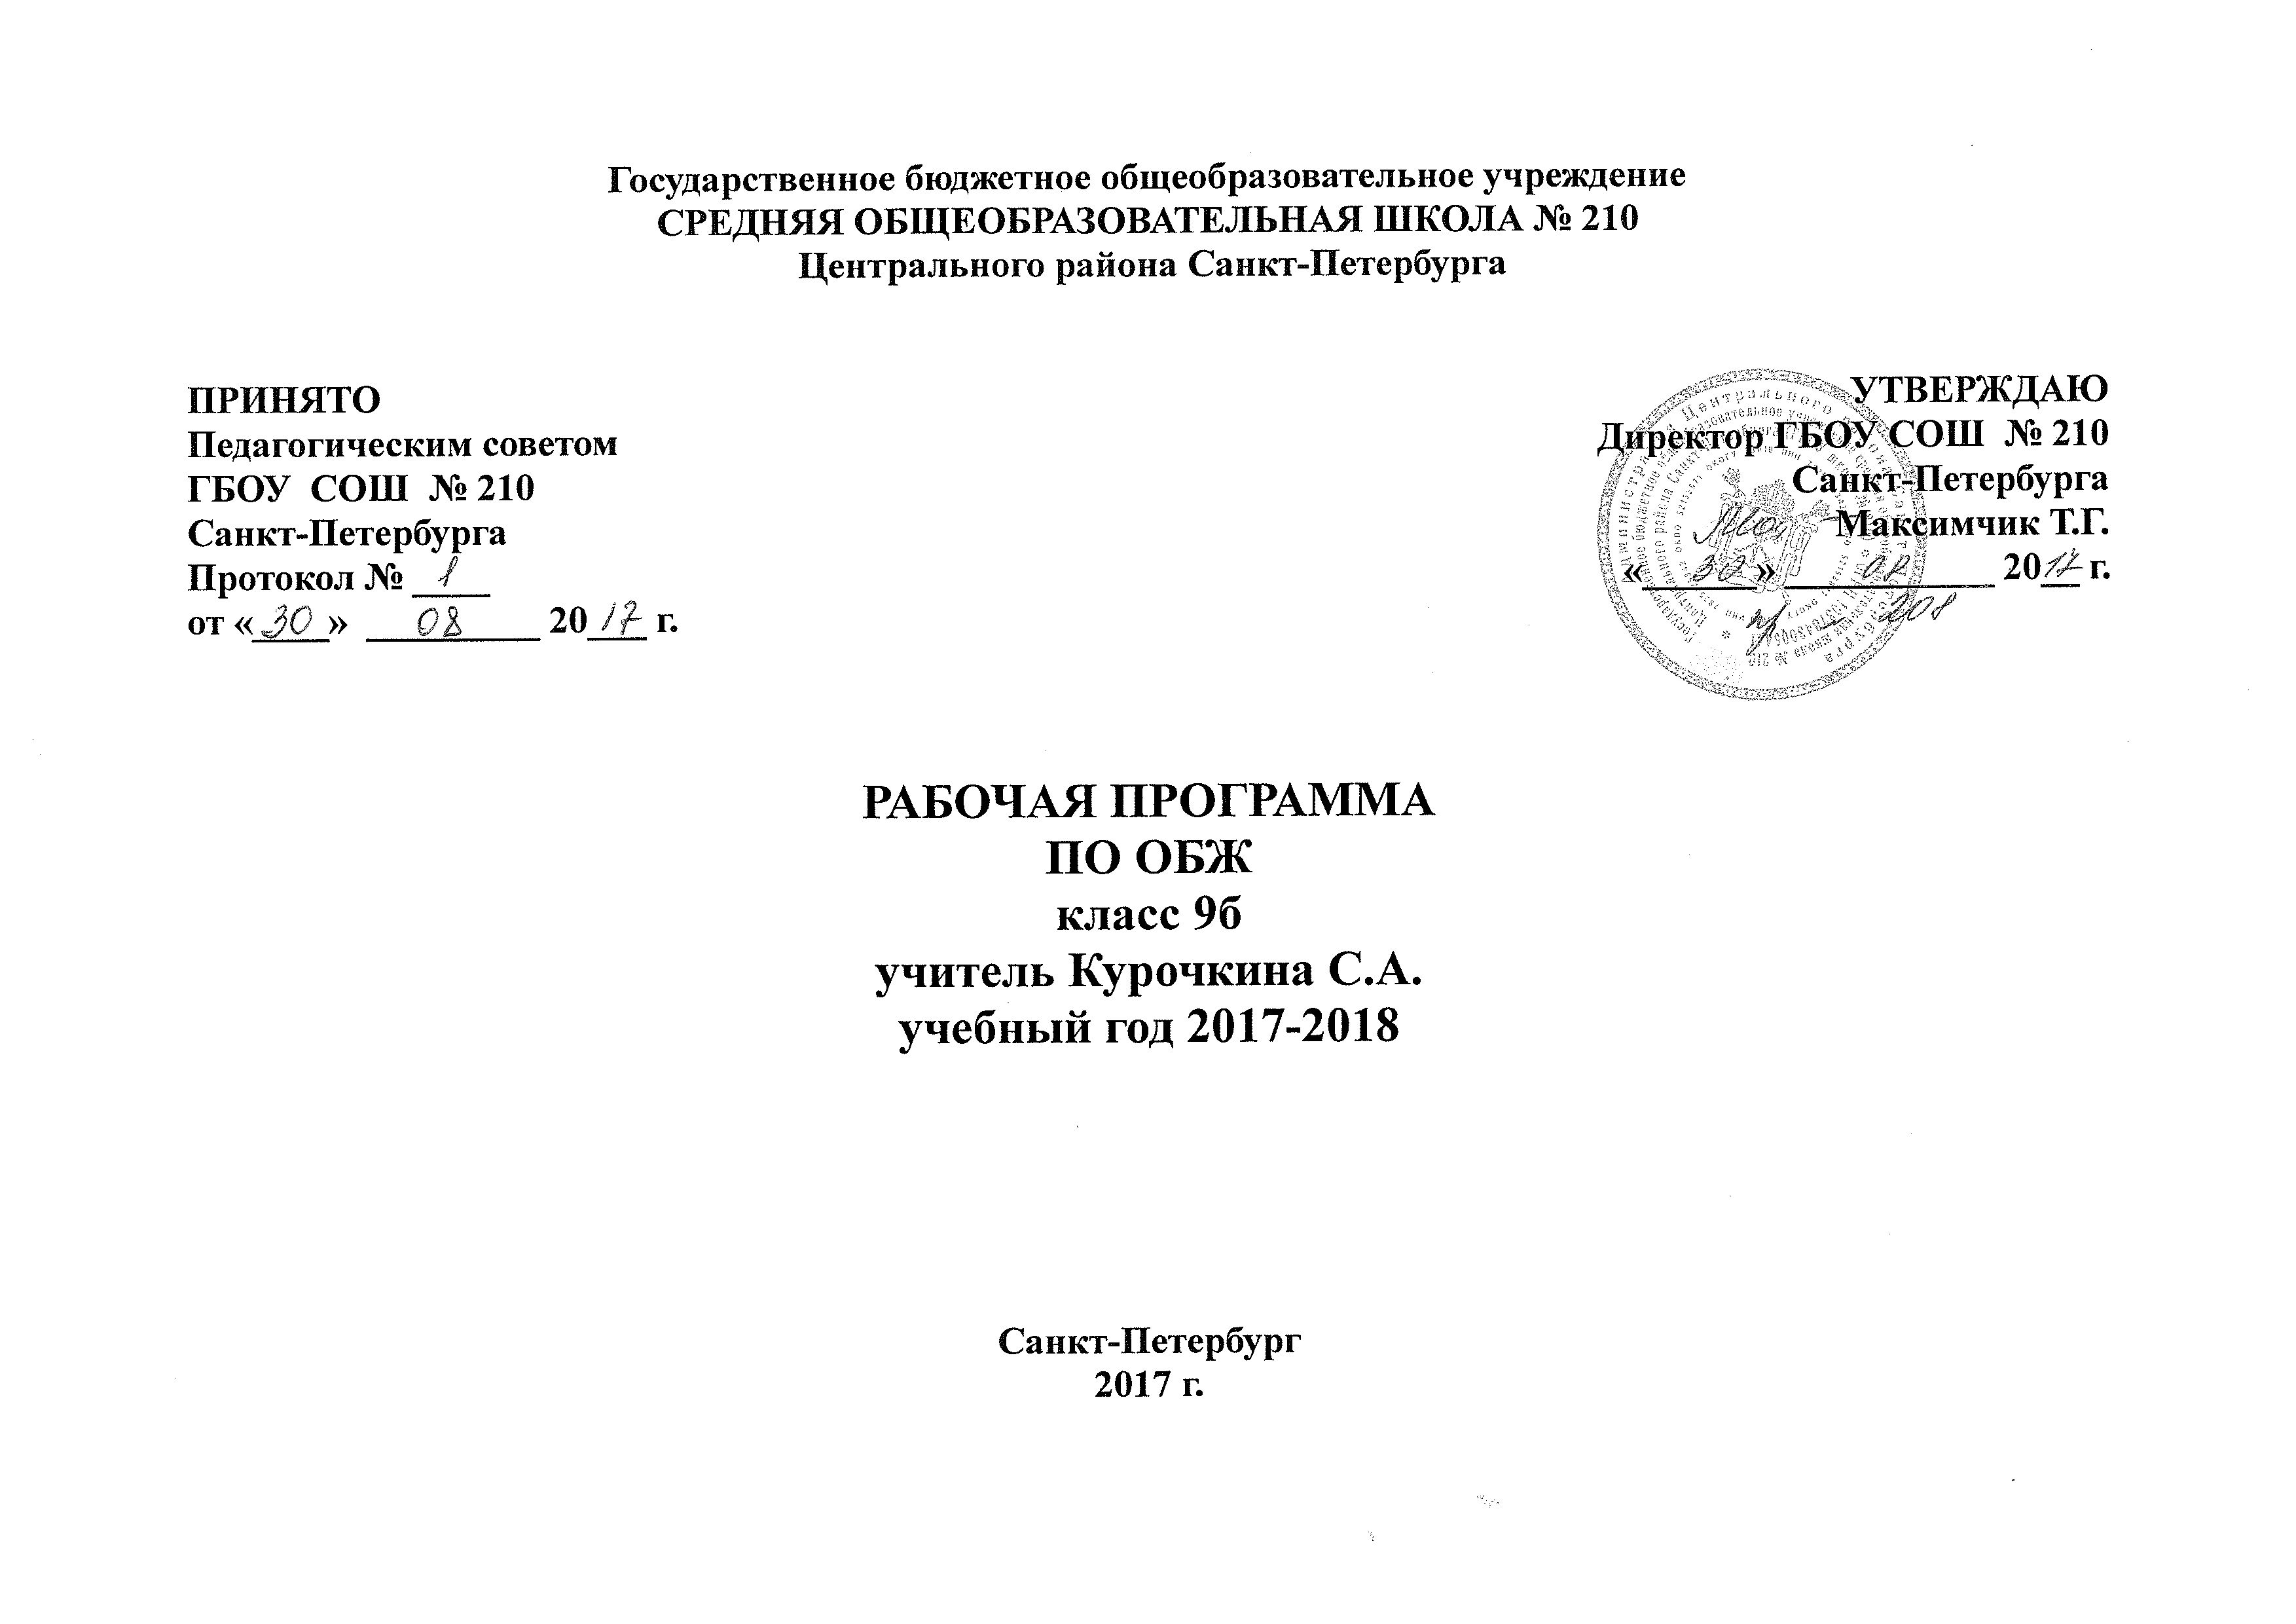 Государственное бюджетное общеобразовательное учреждение
СРЕДНЯЯ ОБЩЕОБРАЗОВАТЕЛЬНАЯ ШКОЛА № 210
Центрального района Санкт-Петербурга
ПРИНЯТО
Педагогическим советом
ГБОУ СОШ № 210
Санкт-Петербурга
Протокол № 1
от «30» 08 2017 г.
УТВЕРЖДАЮ
Директор ГБОУ СОШ № 210
Санкт-Петербурга
Максимчик Т.Г.
«30» 08 2017 г.
пр 208
РАБОЧАЯ ПРОГРАММА
ПО ОБЖ
класс 9б
учитель Курочкина С.А.
учебный год 2017-2018
Санкт-Петербург
2017 г.